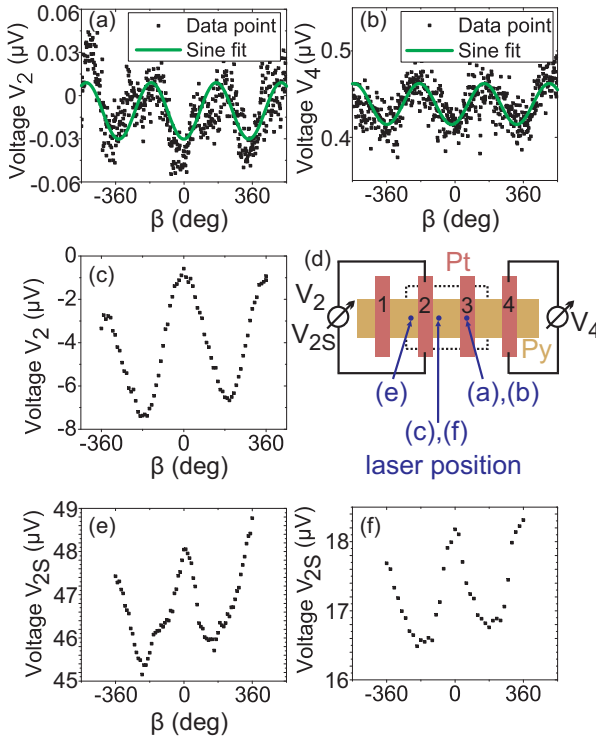 (a)
Data point
Sine fit
Voltage V2 (µV)
0.06
0.03
0
-0.03
-0.06
-360
0
360
β (deg)
(b)
Data point
Sine fit
Voltage V4 (µV)
0.5
0.4
-360
0
360
β (deg)
(c)
Voltage V2 (µV)
0
-2
-4
-6
-8
-360
0
360
β (deg)
(d)
Pt
1
2
3
4
V2
V2S
V4
Py
(e)
(a),(b)
(c),(f)
laser position
(e)
Voltage V2S (µV)
49
48
47
46
45
-360
0
360
β (deg)
(f)
Voltage V2S (µV)
18
17
16
-360
0
360
β (deg)